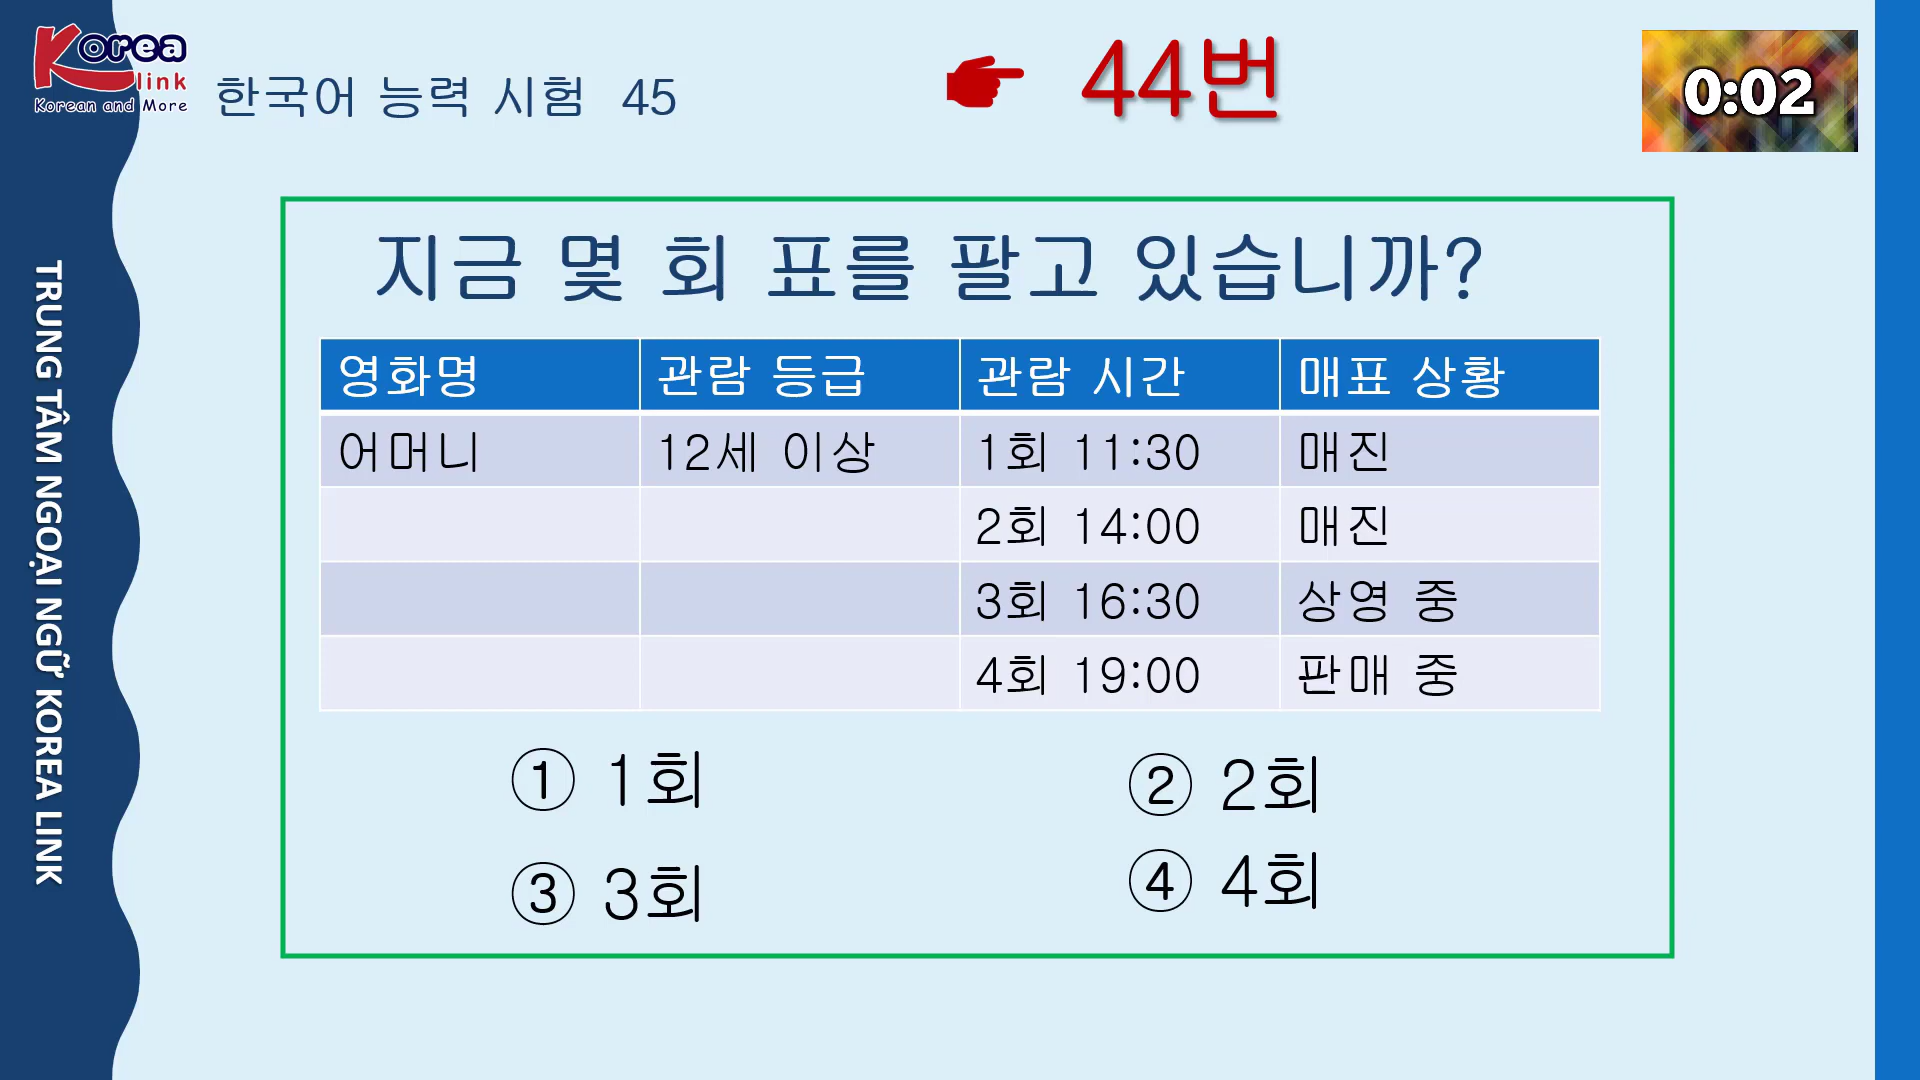 Korea
link
Korean and More
한국어 능력 시험 45
44번
0:02
TRUNG TÂM NGOẠI NGỮ KOREA LINK
지금 몇 회 표를 팔고 있습니까?
영화명 관람 등급 관람 시간 매표 상황
어머니 12세 이상 1회 11:30 매진
2회 14:00 매진
3회 16:30 상영 중
4회 19:00 판매 중
① 1회 ② 2회
③ 3회 ④ 4회